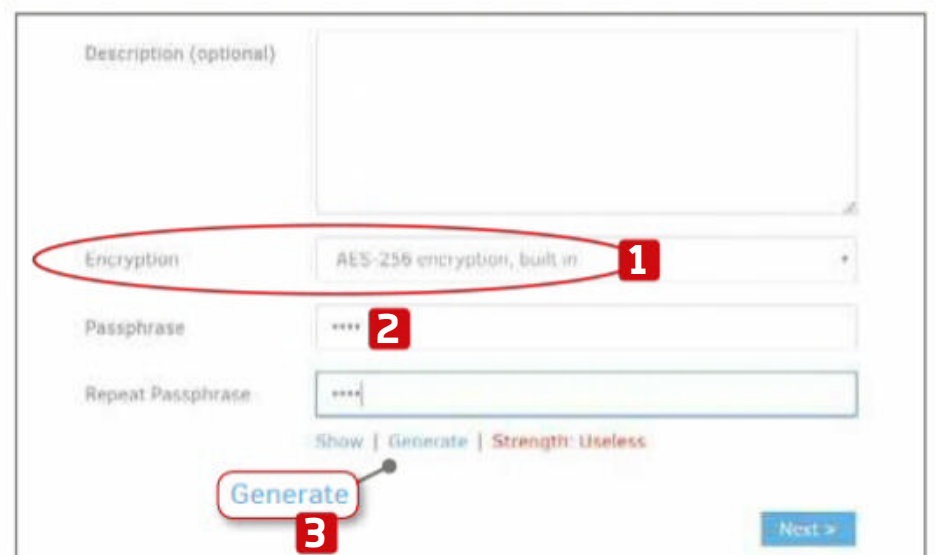 Description (optional)
Encryption AES-256 encryption, built in 1
Passphrase •••• 2
Repeat Passphrase ••••
Show | Generate | Strength: Useless
Generate
3
Next >